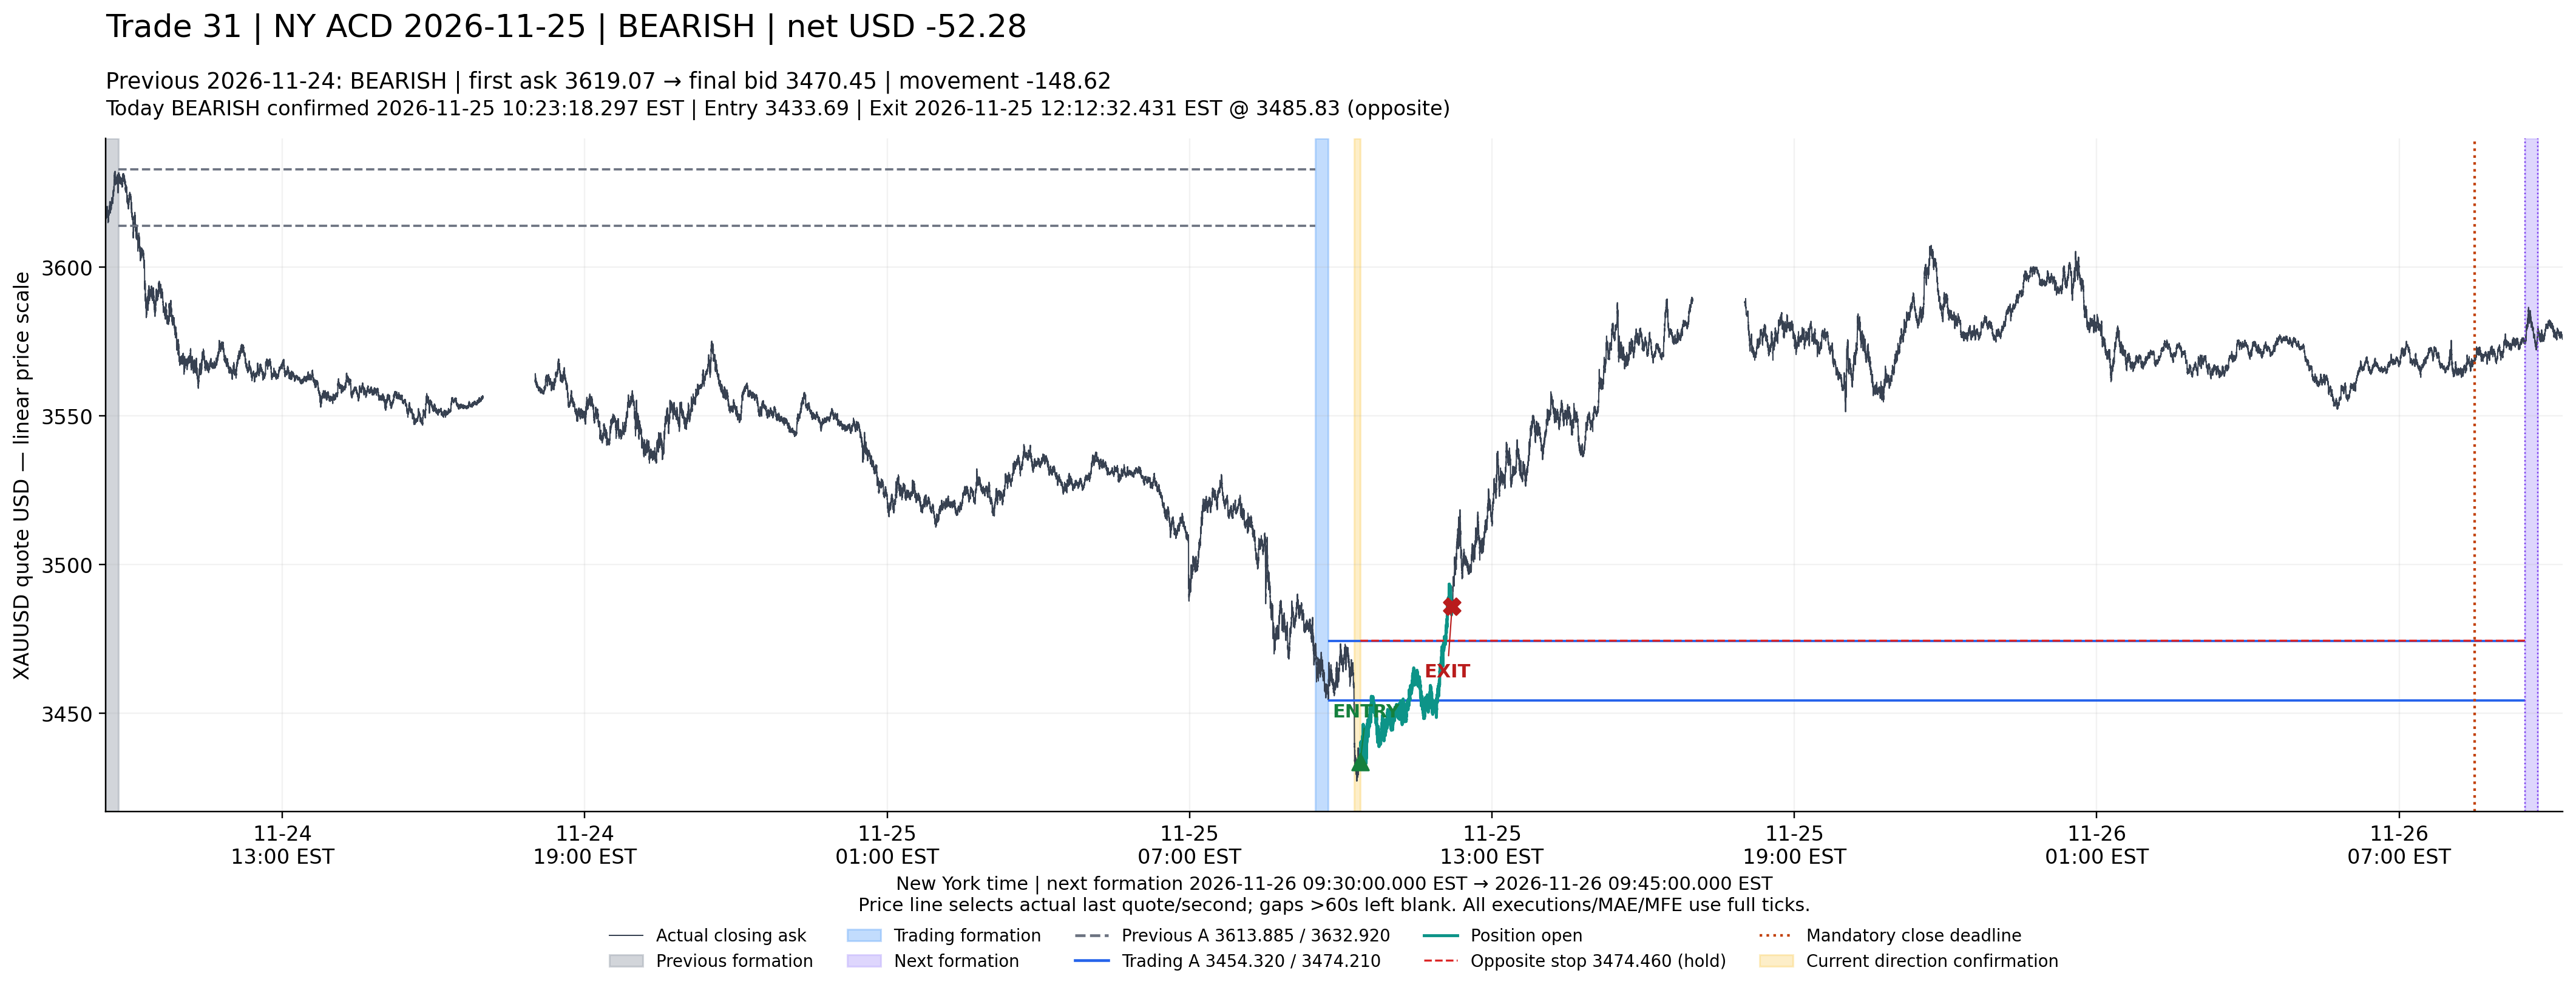 Trade 31 | NY ACD 2026-11-25 | BEARISH | net USD -52.28
Previous 2026-11-24: BEARISH | first ask 3619.07 → final bid 3470.45 | movement -148.62
Today BEARISH confirmed 2026-11-25 10:23:18.297 EST | Entry 3433.69 | Exit 2026-11-25 12:12:32.431 EST @ 3485.83 (opposite)
XAUUSD quote USD — linear price scale
3600
3550
3500
3450
EXIT
ENTRY
11-24 13:00 EST
11-24 19:00 EST
11-25 01:00 EST
11-25 07:00 EST
11-25 13:00 EST
11-25 19:00 EST
11-26 01:00 EST
11-26 07:00 EST
New York time | next formation 2026-11-26 09:30:00.000 EST → 2026-11-26 09:45:00.000 EST
Price line selects actual last quote/second; gaps >60s left blank. All executions/MAE/MFE use full ticks.
Actual closing ask
Previous formation
Trading formation
Next formation
Previous A 3613.885 / 3632.920
Trading A 3454.320 / 3474.210
Position open
Opposite stop 3474.460 (hold)
Mandatory close deadline
Current direction confirmation